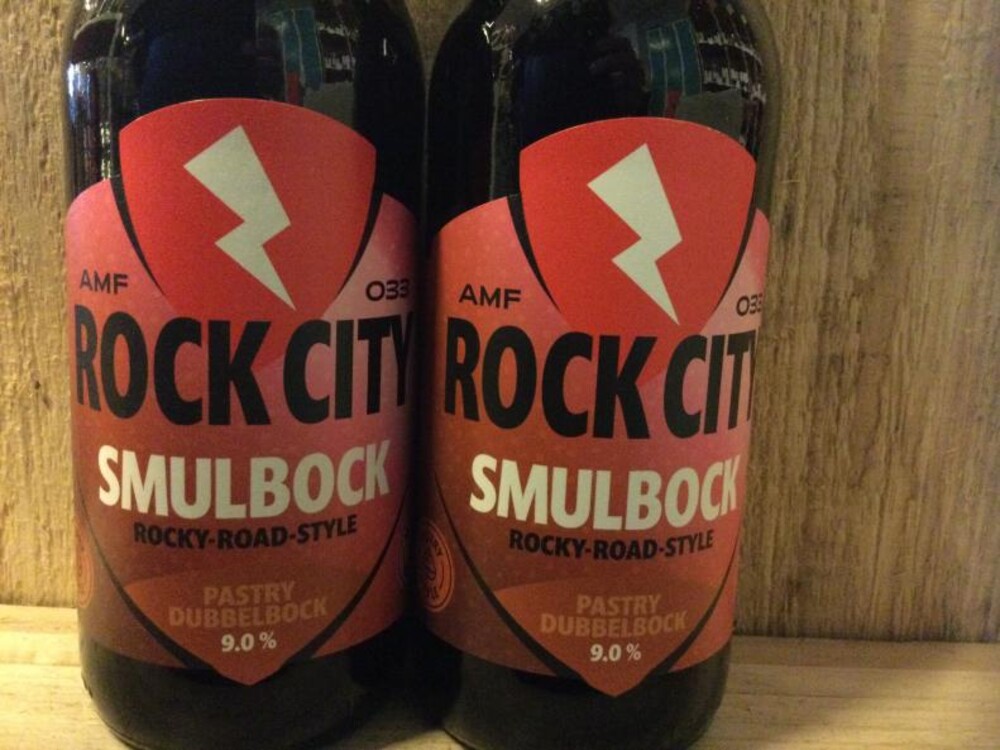 AMF
033
ROCK CITY
SMULBOCK
ROCKY-ROAD-STYLE
PASTRY
DUBBELBOCK
9.0 %
AMF
033
ROCK CITY
SMULBOCK
ROCKY-ROAD-STYLE
PASTRY
DUBBELBOCK
9.0 %